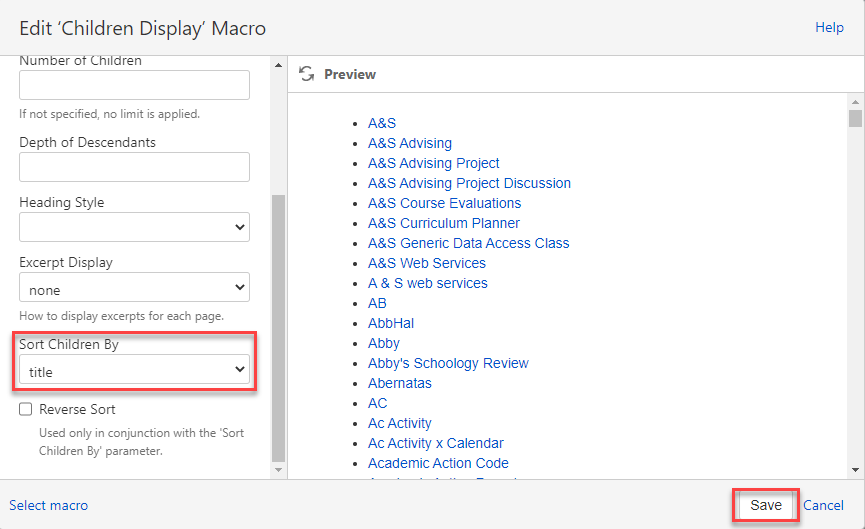 Edit ‘Children Display’ Macro
Help
Number of Children
If not specified, no limit is applied.
Depth of Descendants
Heading Style
Excerpt Display
none
How to display excerpts for each page.
Sort Children By
title
Reverse Sort
Used only in conjunction with the 'Sort
Children By' parameter.
Preview
A&S
A&S Advising
A&S Advising Project
A&S Advising Project Discussion
A&S Course Evaluations
A&S Curriculum Planner
A&S Generic Data Access Class
A&S Web Services
A & S web services
AB
AbbHal
Abby
Abby's Schoology Review
Abernatas
AC
Ac Activity
Ac Activity x Calendar
Academic Action Code
Select macro
Save
Cancel